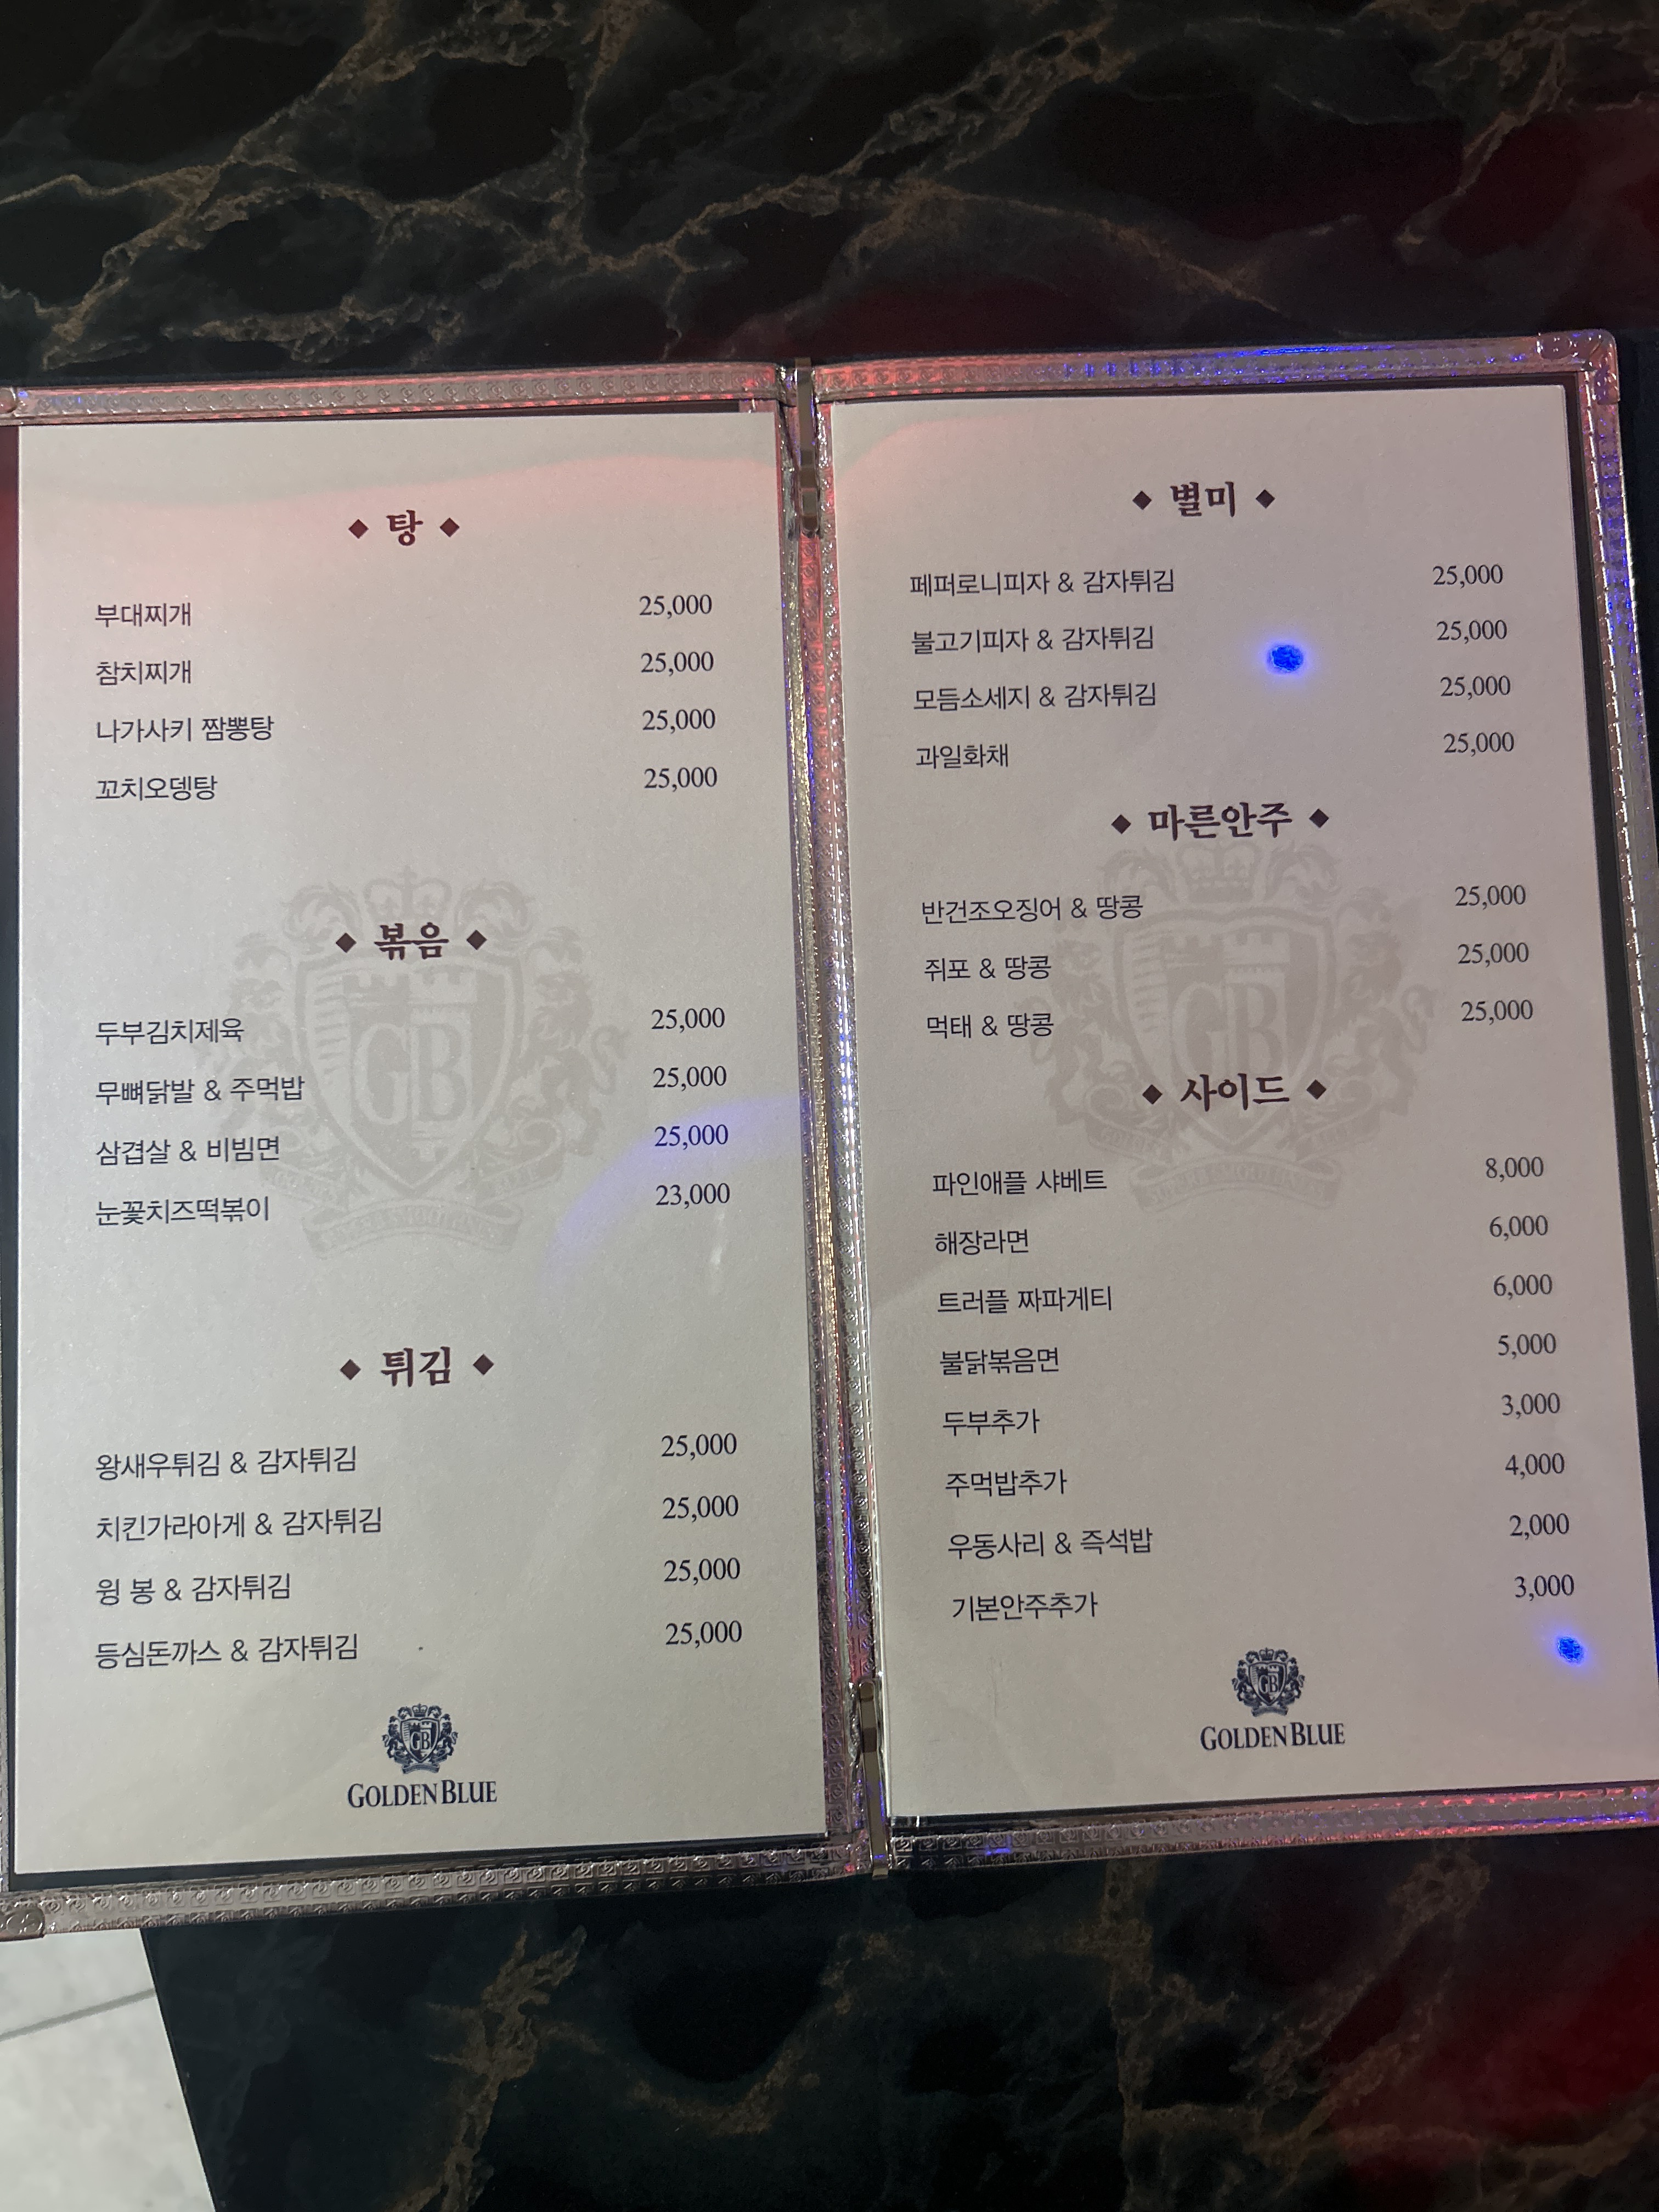 ◆ 탕 ◆
부대찌개 25,000
참치찌개 25,000
나가사키 짬뽕탕 25,000
꼬치오뎅탕 25,000
◆ 볶음 ◆
두부김치제육 25,000
무뼈닭발 & 주먹밥 25,000
삼겹살 & 비빔면 25,000
눈꽃치즈떡볶이 23,000
◆ 튀김 ◆
왕새우튀김 & 감자튀김 25,000
치킨가라아게 & 감자튀김 25,000
윙 봉 & 감자튀김 25,000
등심돈까스 & 감자튀김 25,000
GB
GOLDEN BLUE
◆ 별미 ◆
페퍼로니피자 & 감자튀김 25,000
불고기피자 & 감자튀김 25,000
모듬소세지 & 감자튀김 25,000
과일화채 25,000
◆ 마른안주 ◆
반건조오징어 & 땅콩 25,000
쥐포 & 땅콩 25,000
먹태 & 땅콩 25,000
◆ 사이드 ◆
파인애플 샤베트 8,000
해장라면 6,000
트러플 짜파게티 6,000
불닭볶음면 5,000
두부추가 3,000
주먹밥추가 4,000
우동사리 & 즉석밥 2,000
기본안주추가 3,000
GB
GOLDEN BLUE